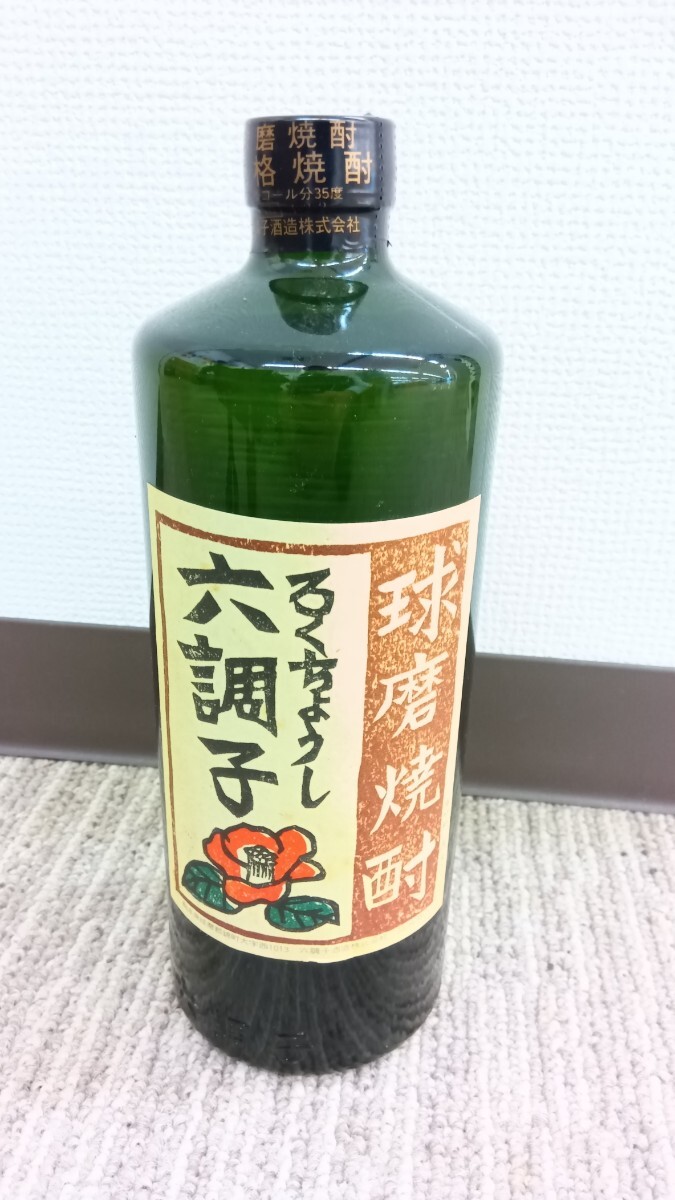 磨焼酎
格焼酎
コール分35度
子酒造株式会社
球磨焼酎
ろくちょうし
六調子